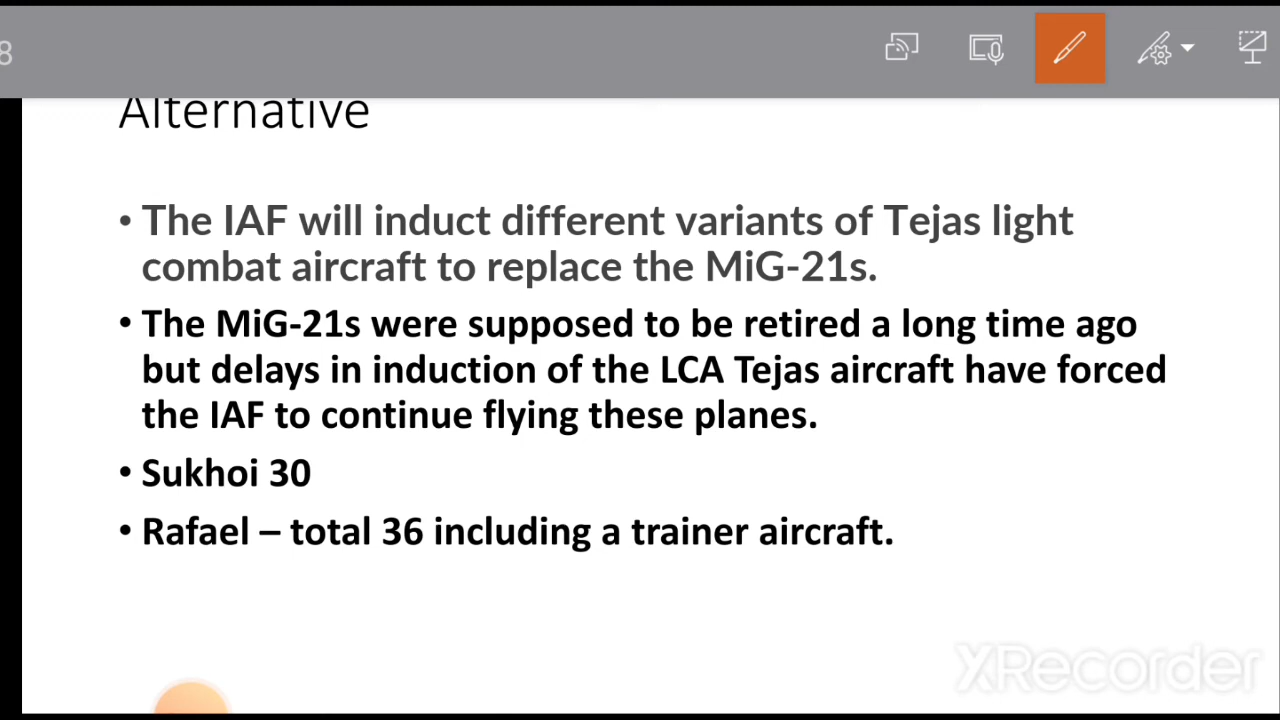 8
Alternative
• The IAF will induct different variants of Tejas light
combat aircraft to replace the MiG-21s.
• The MiG-21s were supposed to be retired a long time ago
but delays in induction of the LCA Tejas aircraft have forced
the IAF to continue flying these planes.
• Sukhoi 30
• Rafael – total 36 including a trainer aircraft.
XRecorder